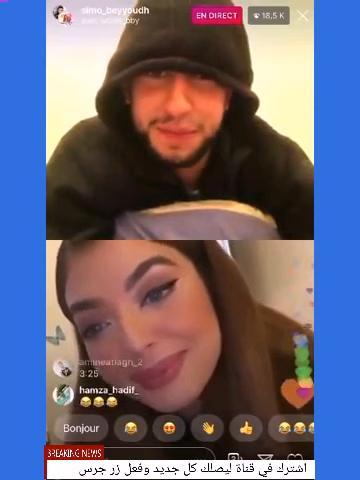 simo_beyyoudh
EN DIRECT
18,5 K
amineatiagh_2
3:25
hamza_hadif_
😂😂😂
Bonjour
BREAKING NEWS
اشترك في قناة ليصلك كل جديد وفعل زر جرس